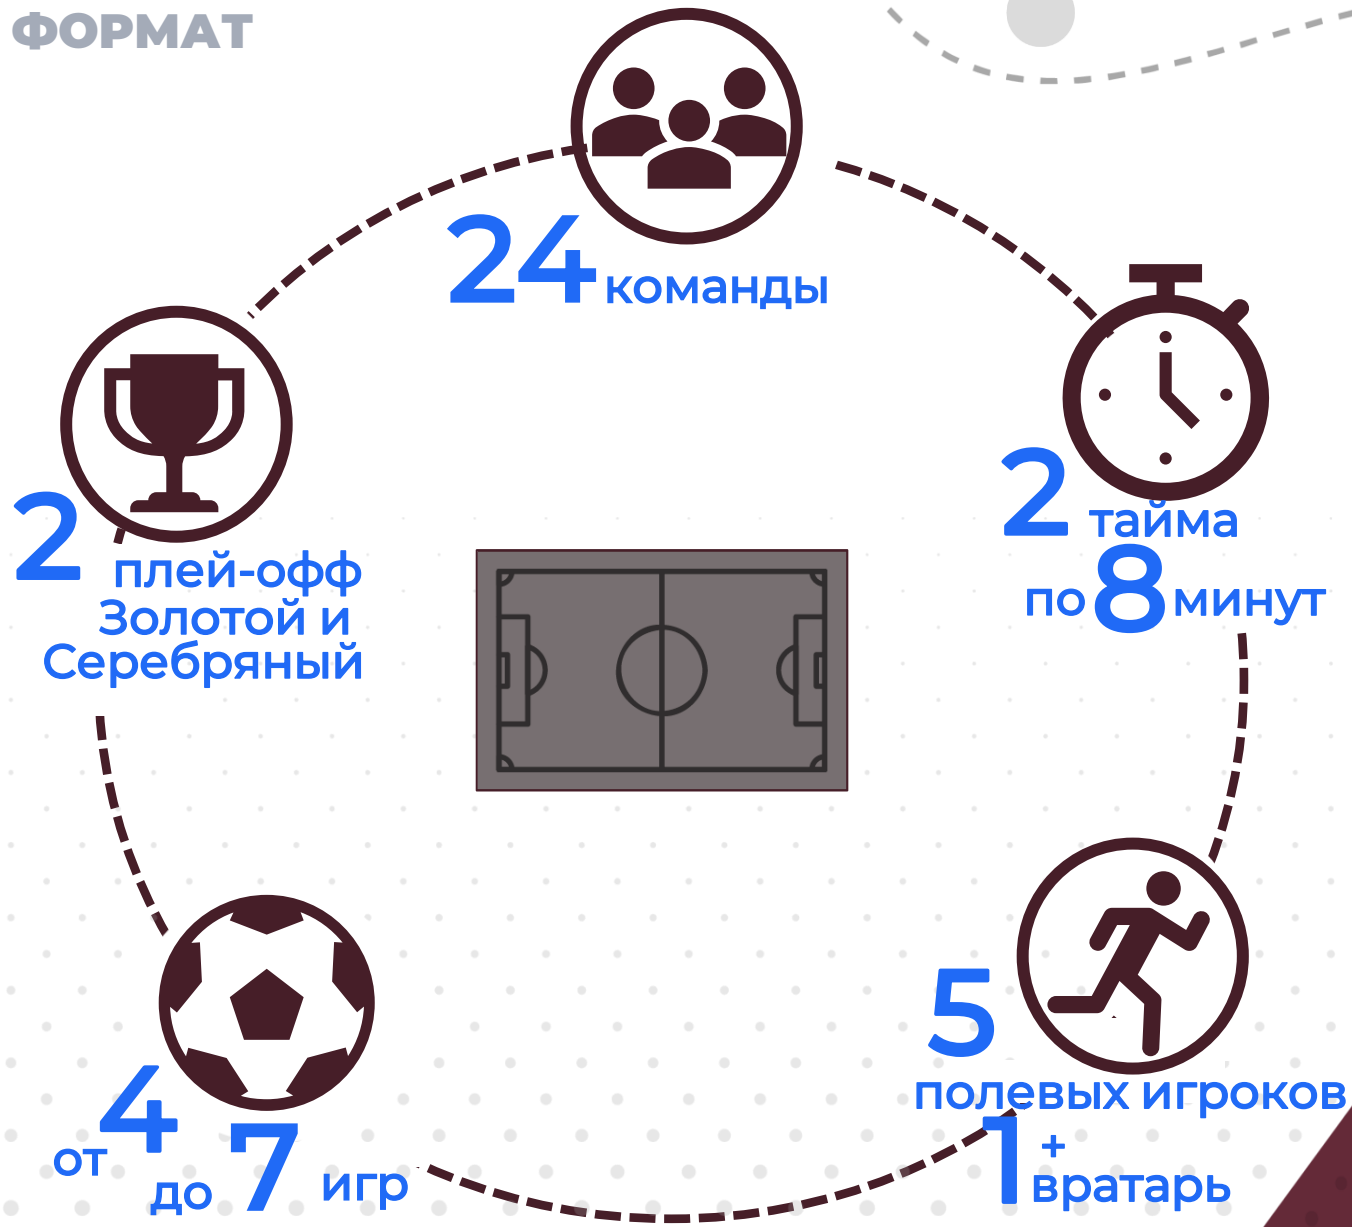 ФОРМАТ
24 команды
2 тайма
по 8 минут
2 плей-офф
Золотой и
Серебряный
5
полевых игроков
+
1 вратарь
от 4 до 7 игр